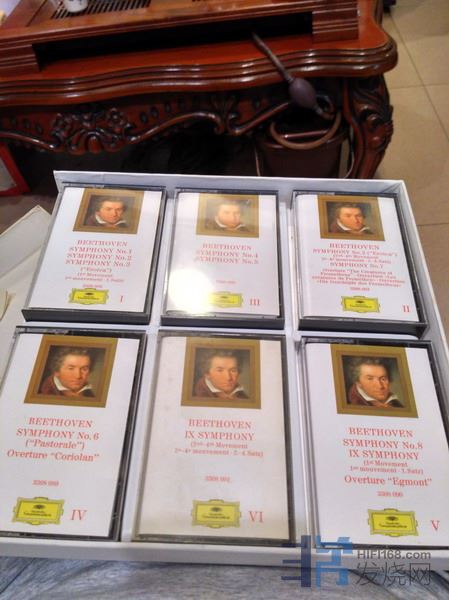 BEETHOVEN
SYMPHONY No.1
SYMPHONY No.2
SYMPHONY No.3
("Eroica")
I
BEETHOVEN
SYMPHONY No.4
SYMPHONY No.5
III
BEETHOVEN
SYMPHONY No.3 ("Eroica")
SYMPHONY No.7
II
BEETHOVEN
SYMPHONY No.6
("Pastorale")
Overture "Coriolan"
3308 089
IV
BEETHOVEN
IX SYMPHONY
VI
BEETHOVEN
SYMPHONY No.8
IX SYMPHONY
Overture "Egmont"
V
HIFI168.com
发烧网